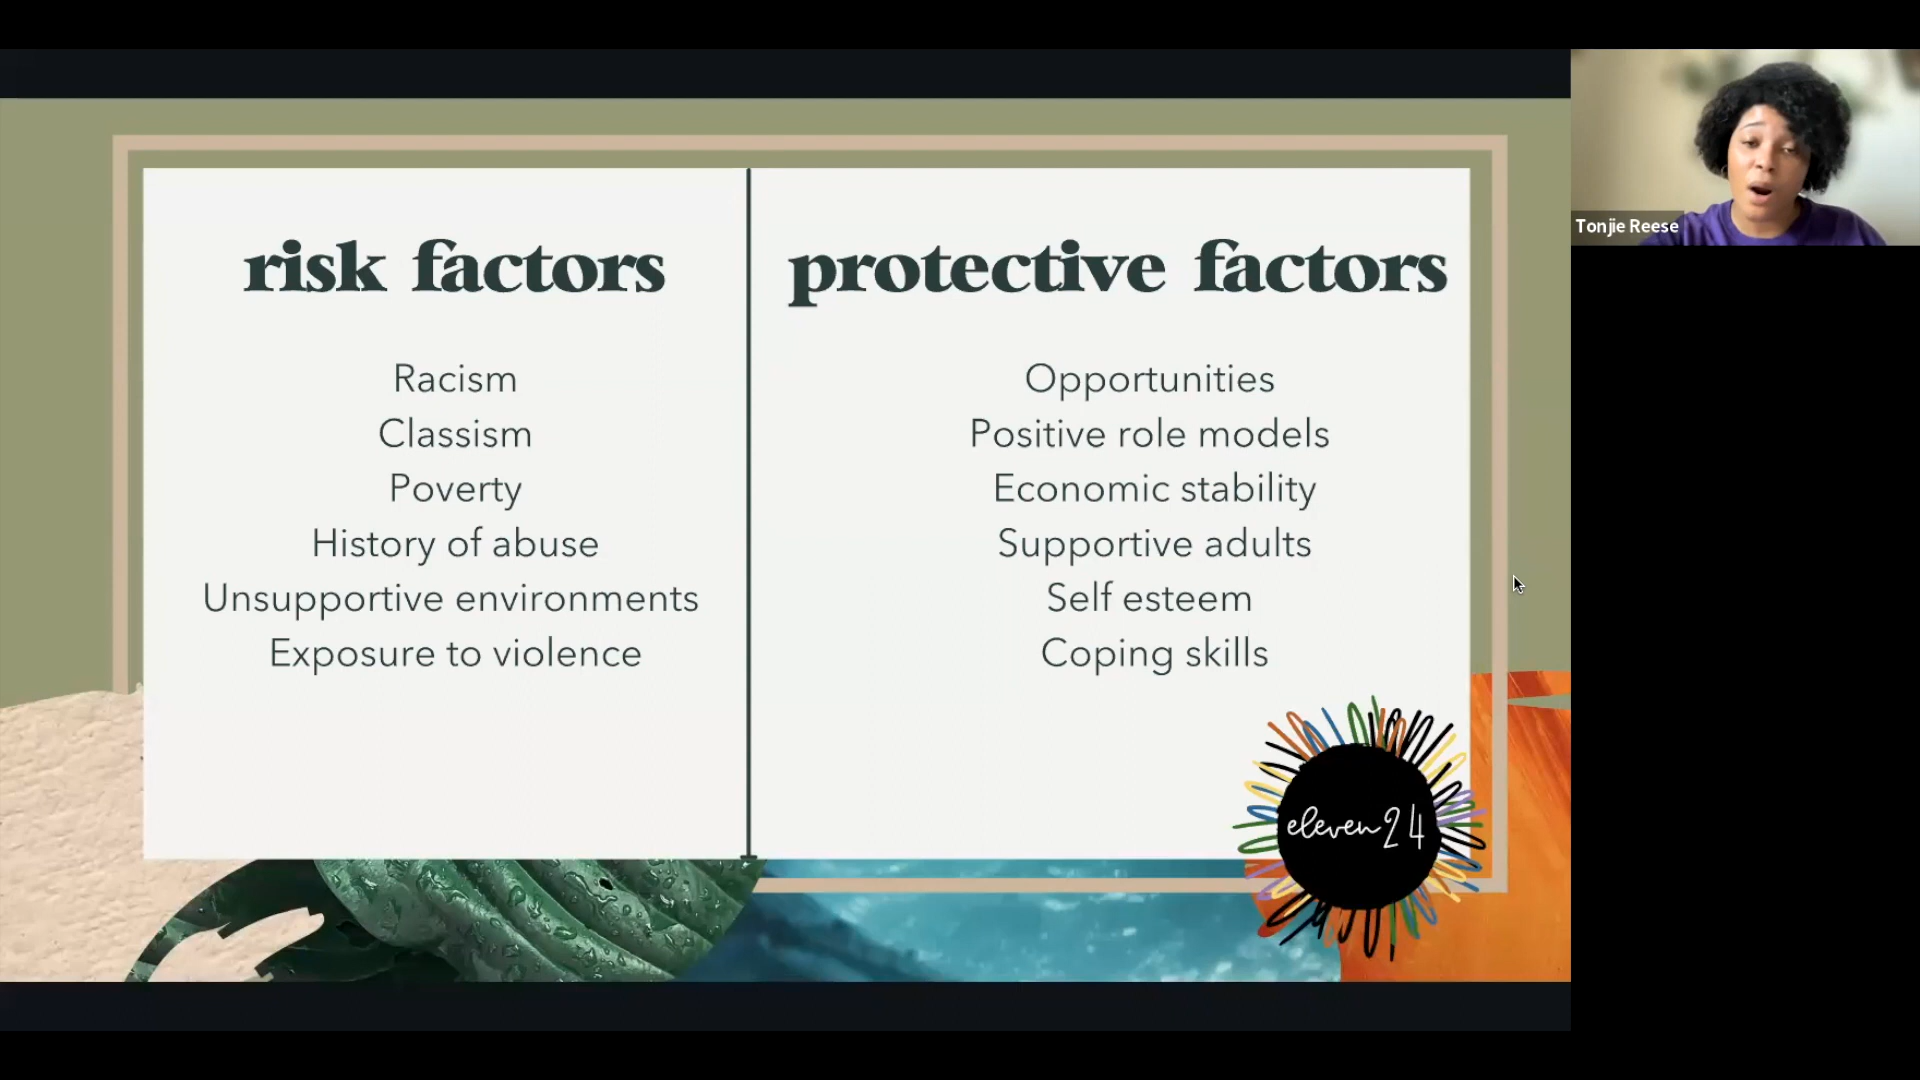 risk factors
Racism
Classism
Poverty
History of abuse
Unsupportive environments
Exposure to violence
protective factors
Opportunities
Positive role models
Economic stability
Supportive adults
Self esteem
Coping skills
eleven24
Tonjie Reese